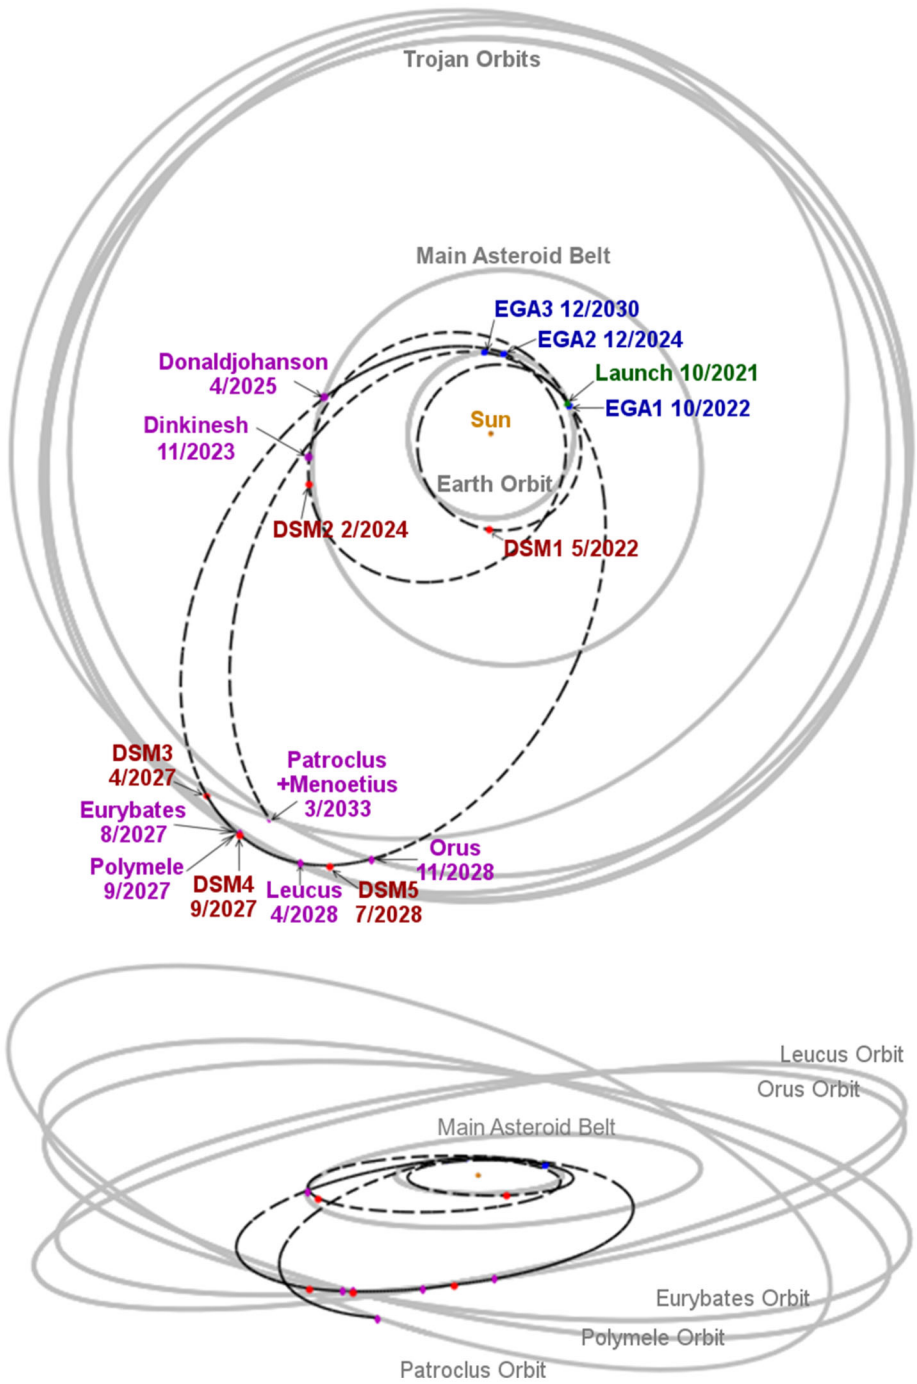 Trojan Orbits
Main Asteroid Belt
EGA3 12/2030
EGA2 12/2024
Donaldjohanson
4/2025
Launch 10/2021
EGA1 10/2022
Dinkinesh
11/2023
Sun
Earth Orbit
DSM2 2/2024
DSM1 5/2022
DSM3
4/2027
Patroclus
+Menoetius
3/2033
Eurybates
8/2027
Orus
11/2028
Polymele
9/2027
DSM4
9/2027
Leucus
4/2028
DSM5
7/2028
Leucus Orbit
Orus Orbit
Main Asteroid Belt
Eurybates Orbit
Polymele Orbit
Patroclus Orbit